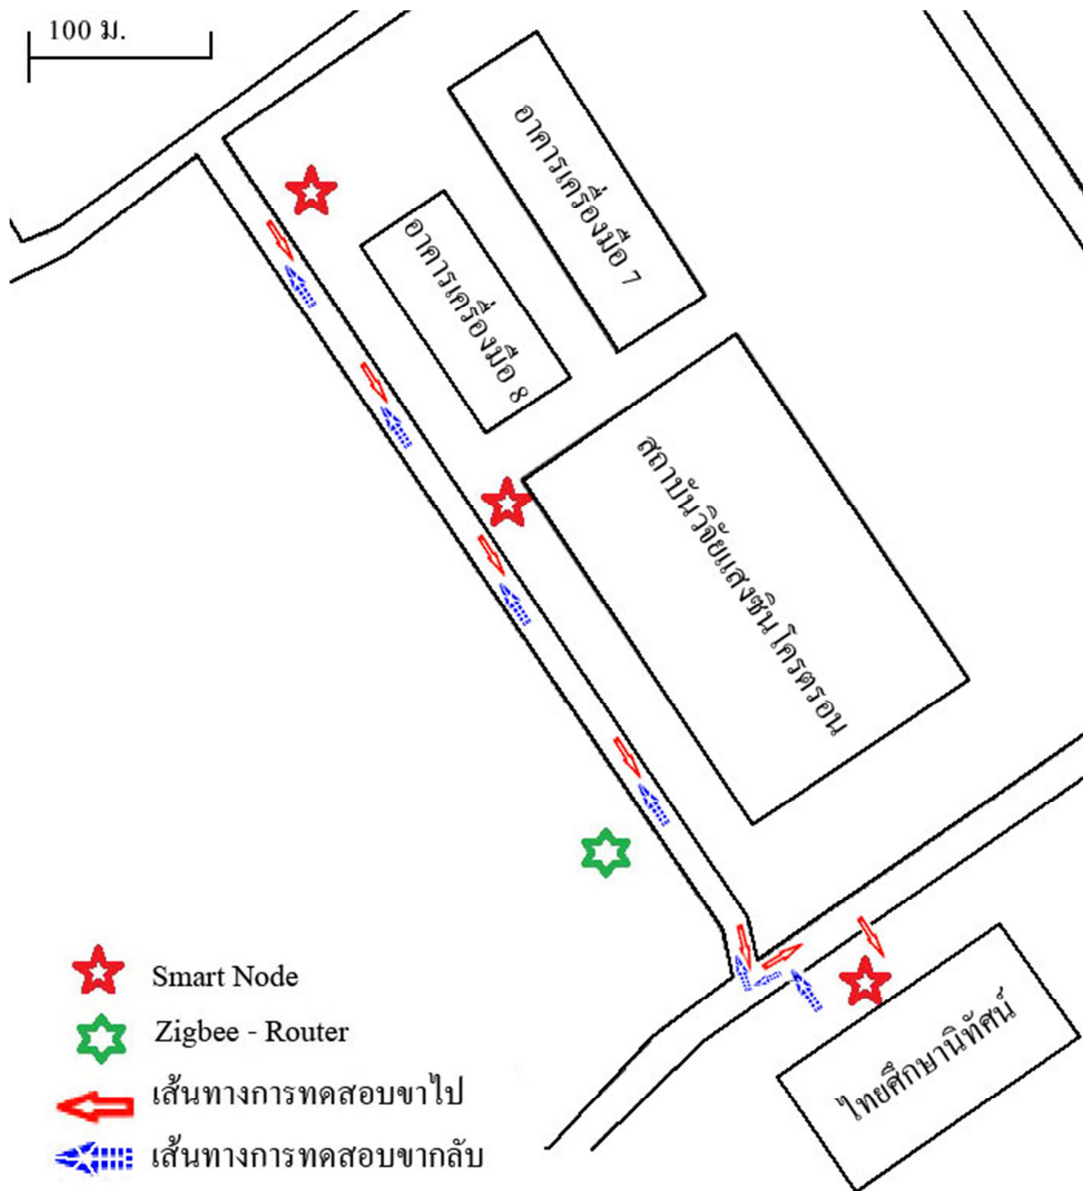 100 ม.
อาคารเครื่องมือ 7
อาคารเครื่องมือ 8
สถาบันวิจัยแสงซินโครตรอน
ไทยศึกษานิทัศน์
Smart Node
Zigbee - Router
เส้นทางการทดสอบขาไป
เส้นทางการทดสอบขากลับ